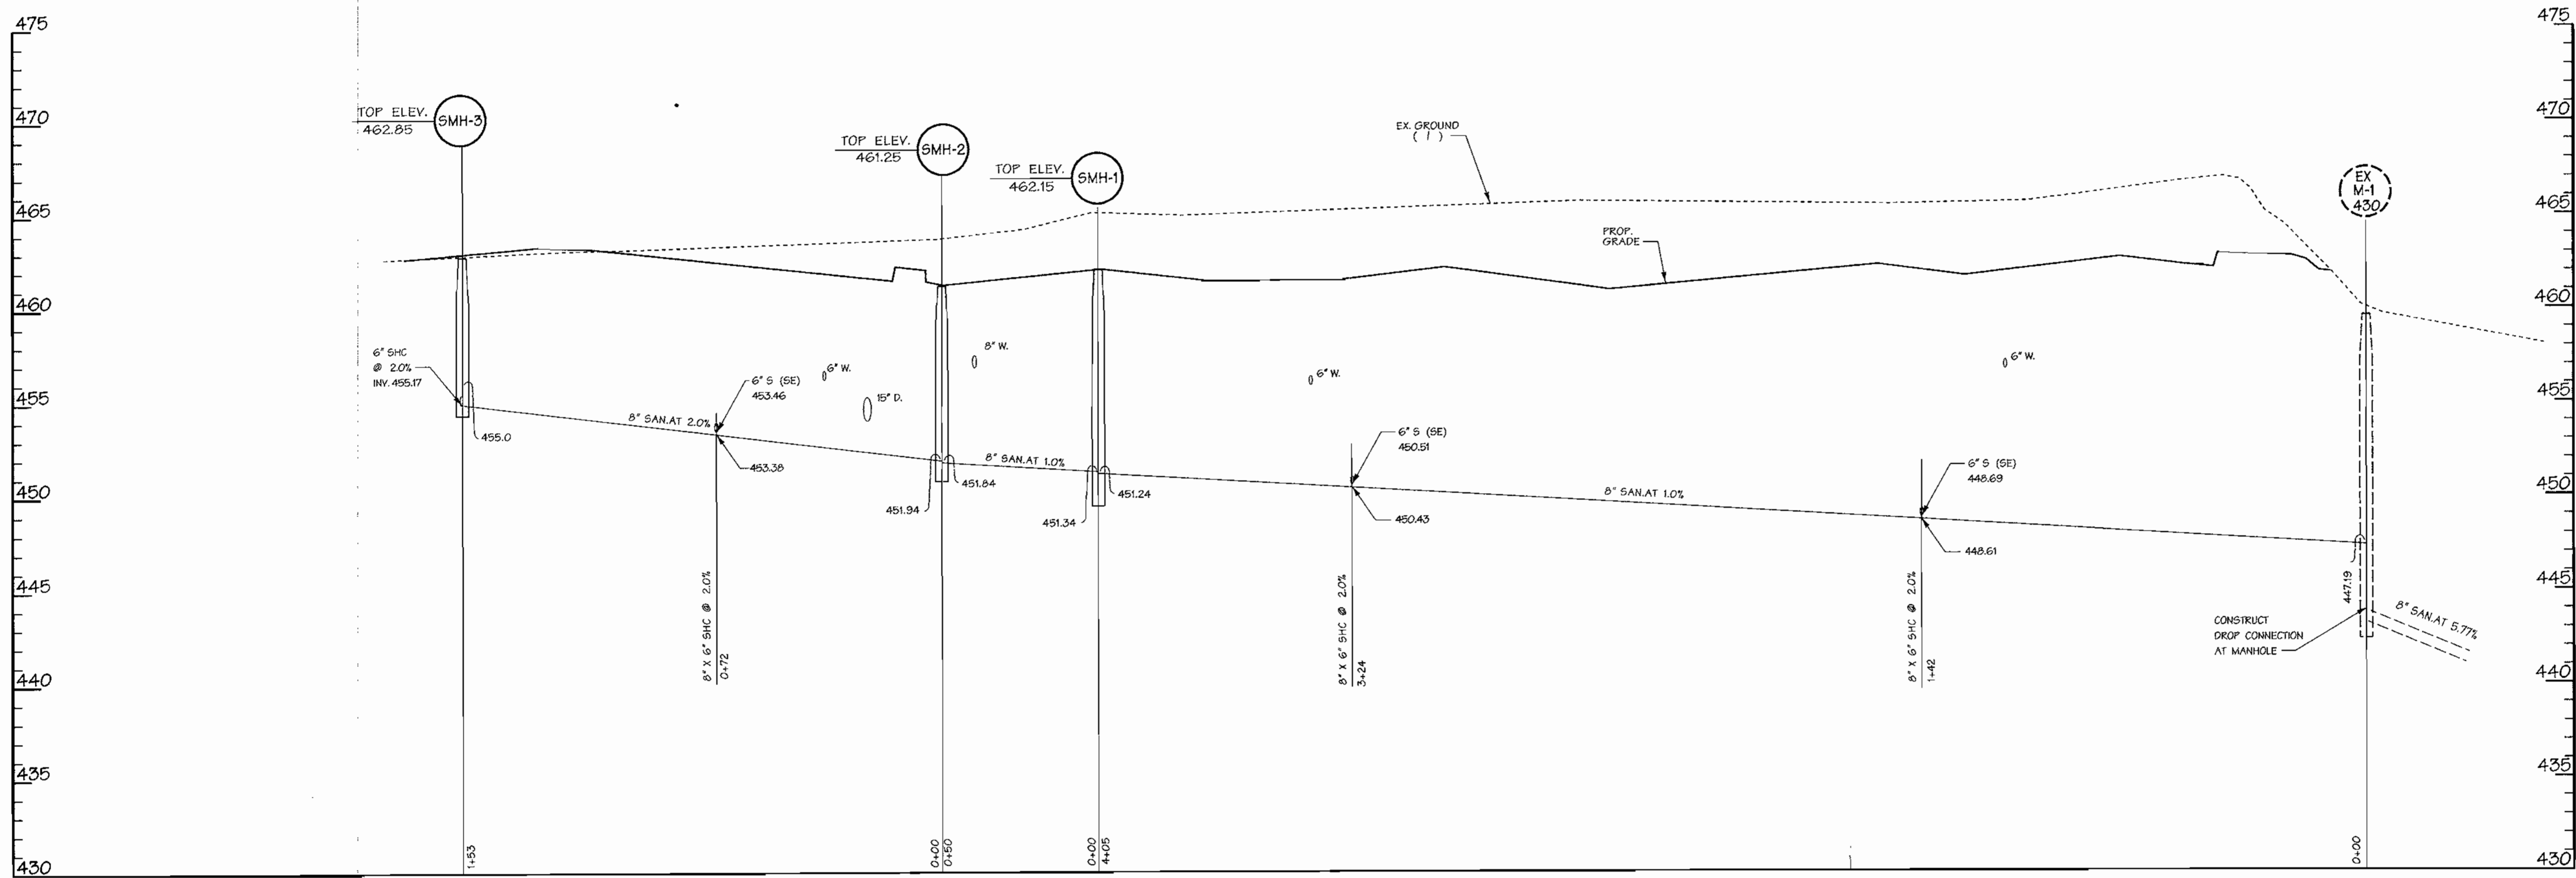 475
475
470
470
465
465
460
460
455
455
450
450
445
445
440
440
435
435
430
430
TOP ELEV.
462.85
SMH-3
TOP ELEV.
461.25
SMH-2
TOP ELEV.
462.15
SMH-1
EX. GROUND
( 1 )
PROP.
GRADE
EX
M-1
430
6" SHC
@ 2.0%
INV. 455.17
455.0
8" SAN.AT 2.0%
6" S (SE)
453.46
453.38
6" W.
15" D.
8" W.
451.94
451.84
8" SAN.AT 1.0%
451.34
451.24
6" W.
6" S (SE)
450.51
450.43
8" SAN.AT 1.0%
6" W.
6" S (SE)
448.69
448.61
447.19
8" SAN.AT 5.77%
CONSTRUCT
DROP CONNECTION
AT MANHOLE
8" X 6" SHC @ 2.0%
0+72
8" X 6" SHC @ 2.0%
3+24
8" X 6" SHC @ 2.0%
1+42
1+53
0+00
0+50
0+00
4+05
0+00